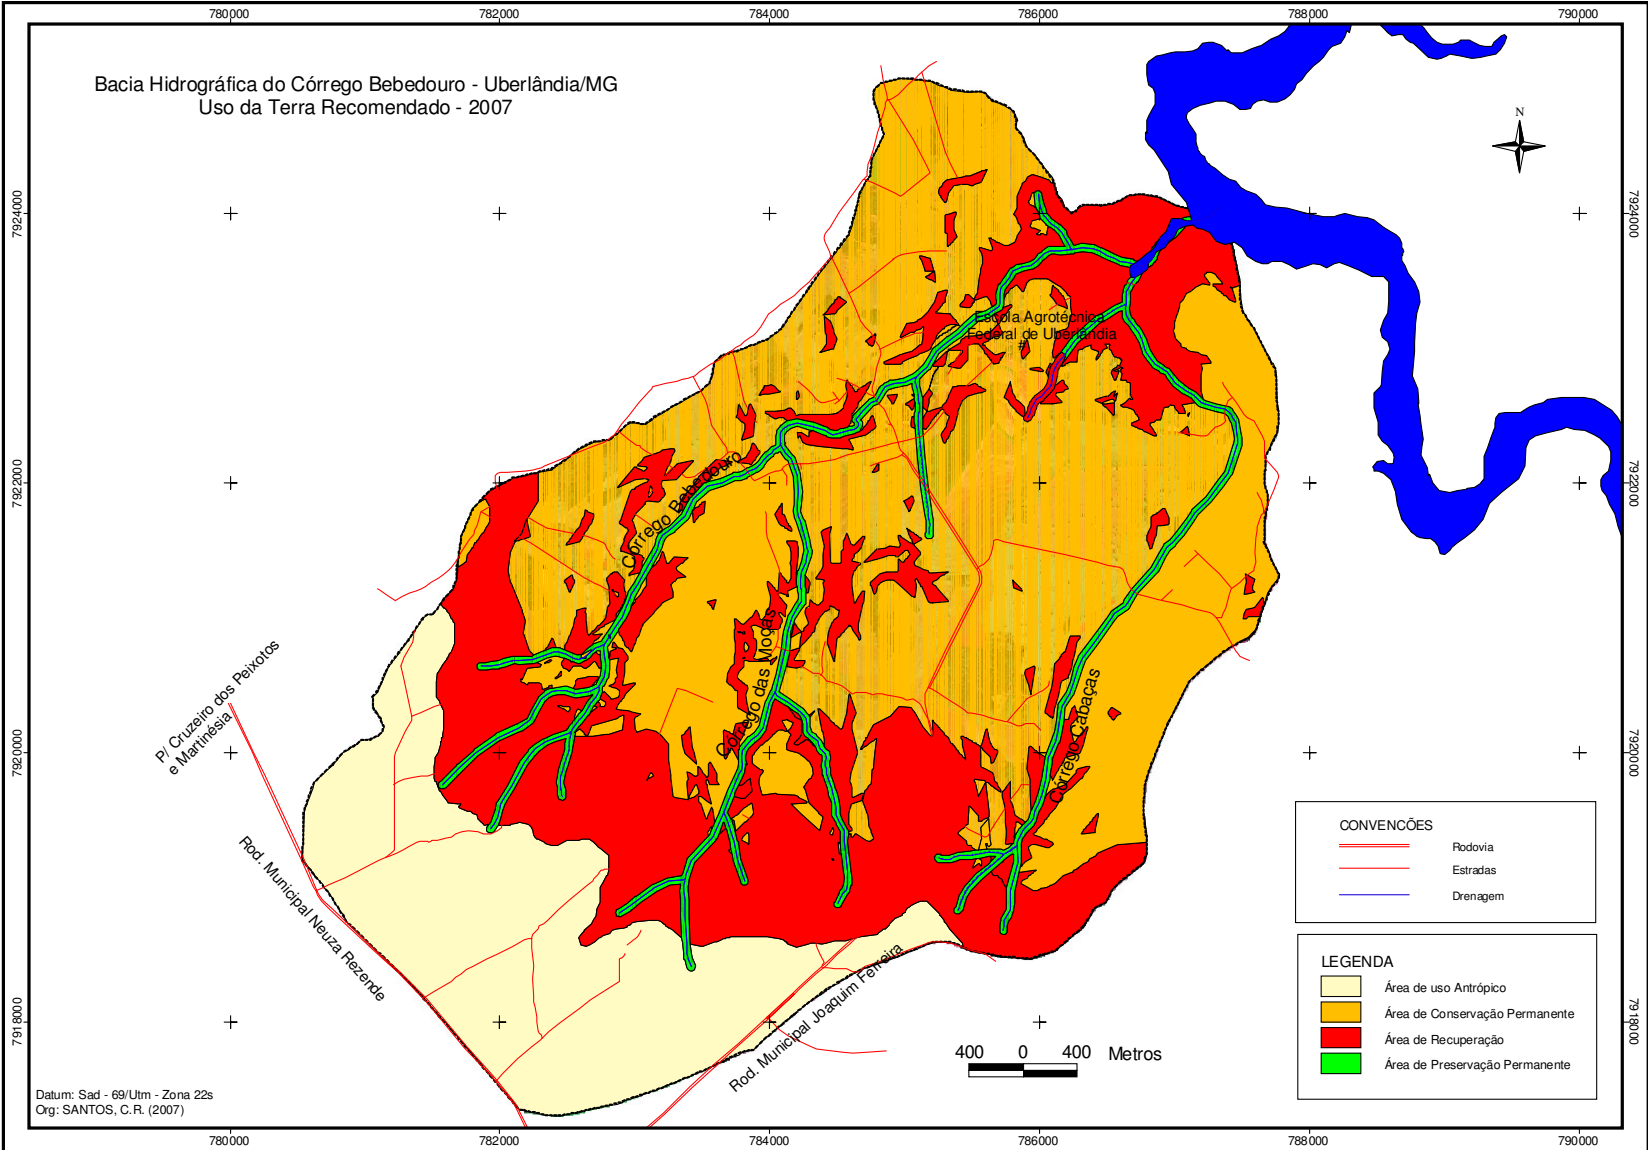 780000
782000
784000
786000
788000
790000
Bacia Hidrográfica do Córrego Bebedouro - Uberlândia/MG
Uso da Terra Recomendado - 2007
N
7924000
7924000
Escola Agrotécnica
Federal de Uberlândia
#
Córrego Bebedouro
7922000
7922000
Córrego das Moças
Córrego Cabaças
P/ Cruzeiro dos Peixotos
e Martinésia
7920000
7920000
Rod. Municipal Neuza Rezende
Rod. Municipal Joaquim Ferreira
CONVENCÕES
Rodovia
Estradas
Drenagem
LEGENDA
Área de uso Antrópico
Área de Conservação Permanente
Área de Recuperação
Área de Preservação Permanente
7918000
7918000
400 0 400 Metros
Datum: Sad - 69/Utm - Zona 22s
Org: SANTOS, C.R. (2007)
780000
782000
784000
786000
788000
790000